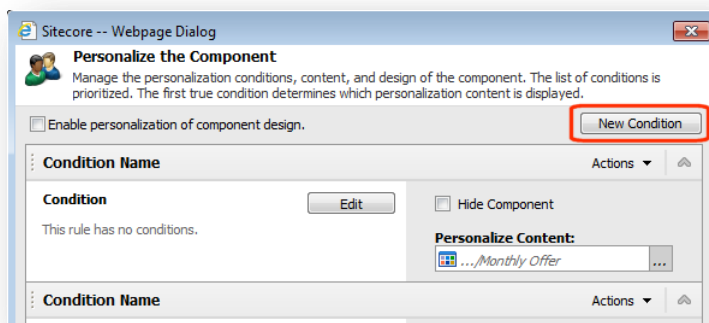 Sitecore -- Webpage Dialog
Personalize the Component
Manage the personalization conditions, content, and design of the component. The list of conditions is
prioritized. The first true condition determines which personalization content is displayed.
Enable personalization of component design.
New Condition
Condition Name
Actions
Condition
Edit
Hide Component
This rule has no conditions.
Personalize Content:
.../Monthly Offer
...
Condition Name
Actions